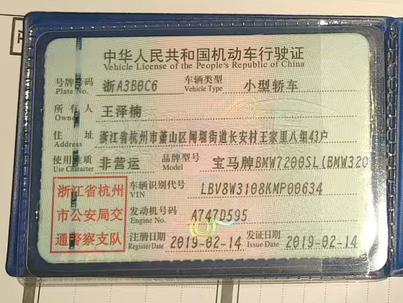 中华人民共和国机动车行驶证
Vehicle License of the People's Republic of China
号牌号码 浙A3B0C6 车辆类型 小型轿车
Plate No. Vehicle Type
所有人 王泽楠
Owner
住址 浙江省杭州市萧山区闻堰街道长安村王家里八组43户
Address
使用性质 非营运 品牌型号 宝马牌BMW7200SL(BMW320
Use Character Model
浙江省杭州 车辆识别代号 LBV8W3108KMP00634
VIN
市公安局交 发动机号码 A747D595
Engine No.
通警察支队 注册日期 2019-02-14 发证日期 2019-02-14
Register Date Issue Date